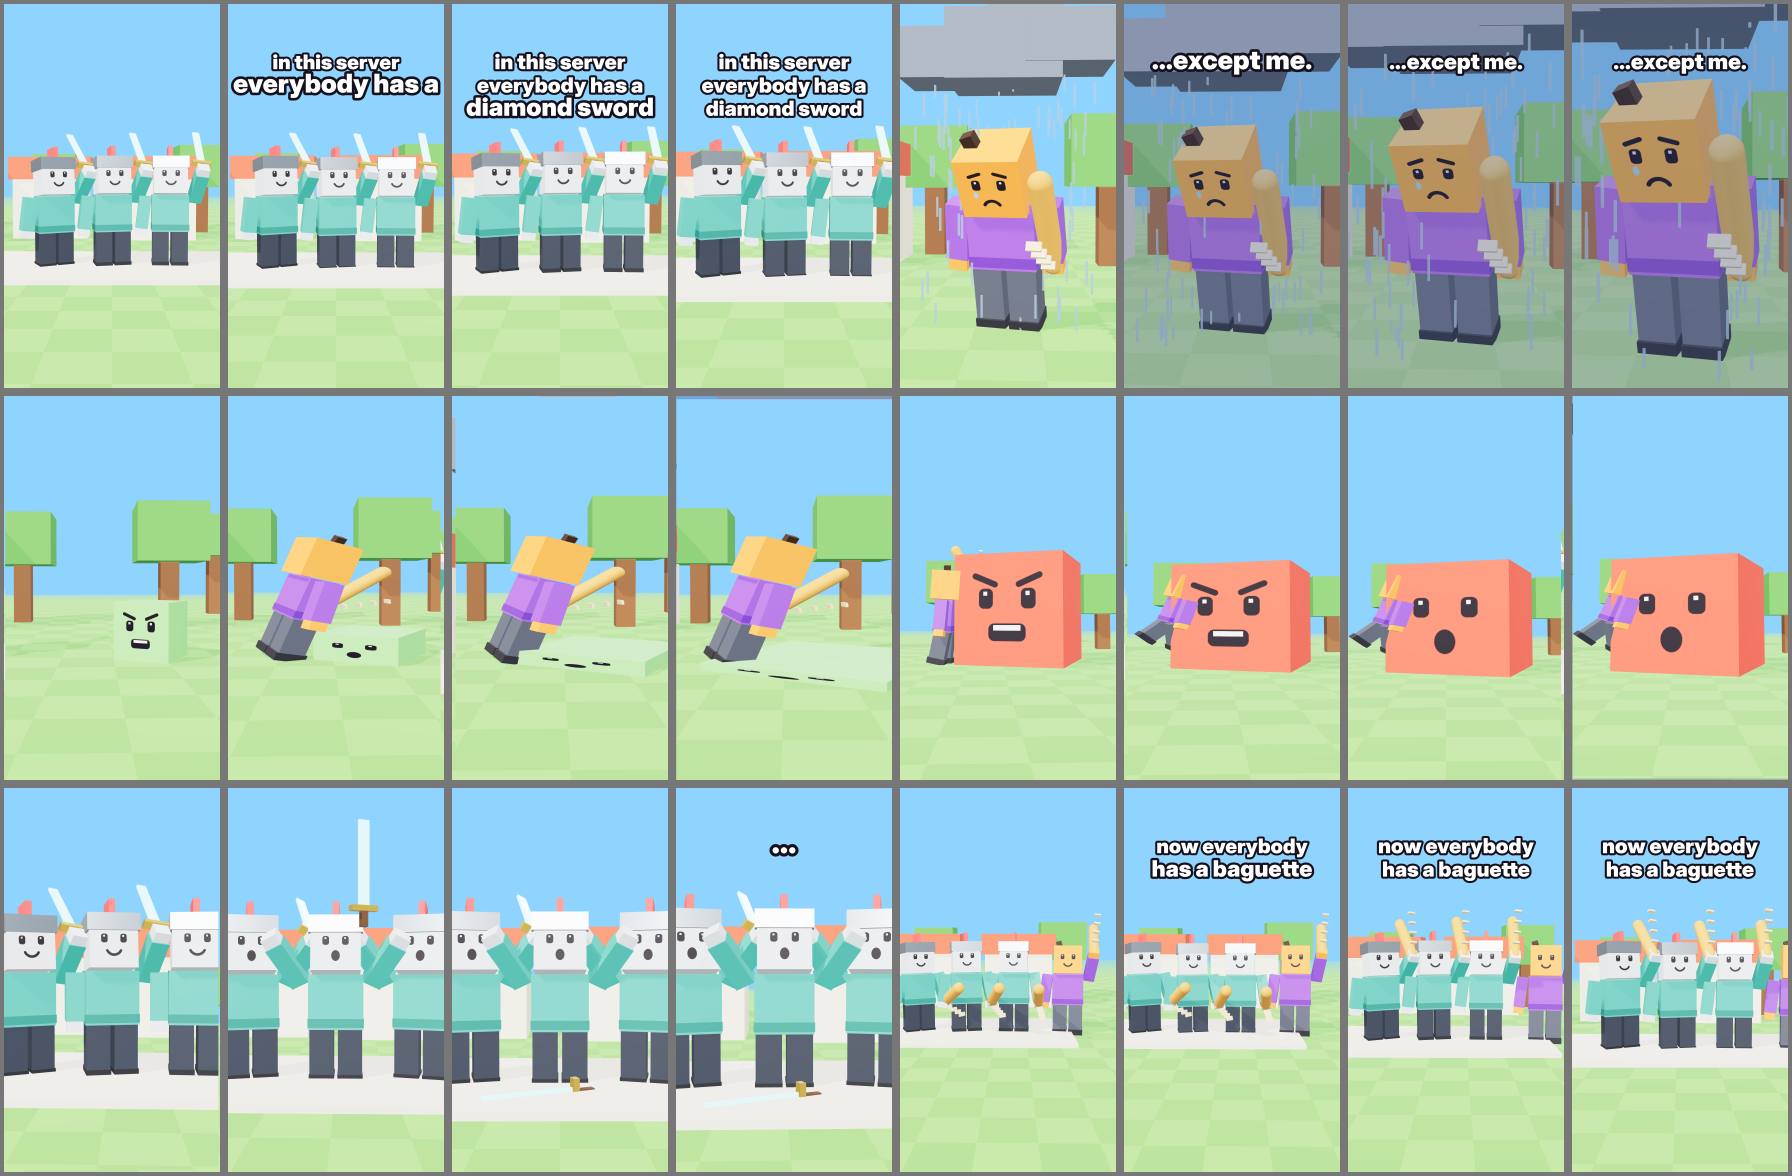 in this server
everybody has a
in this server
everybody has a
diamond sword
in this server
everybody has a
diamond sword
...except me.
...except me.
...except me.
...
now everybody
has a baguette
now everybody
has a baguette
now everybody
has a baguette